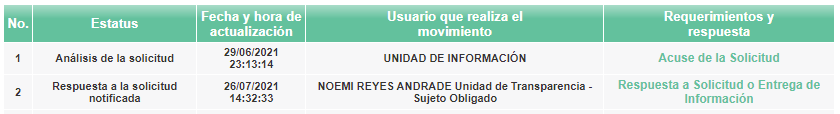 No. Estatus Fecha y hora de actualización Usuario que realiza el movimiento Requerimientos y respuesta
1 Análisis de la solicitud 29/06/2021 23:13:14 UNIDAD DE INFORMACIÓN Acuse de la Solicitud
2 Respuesta a la solicitud notificada 26/07/2021 14:32:33 NOEMI REYES ANDRADE Unidad de Transparencia - Sujeto Obligado Respuesta a Solicitud o Entrega de Información